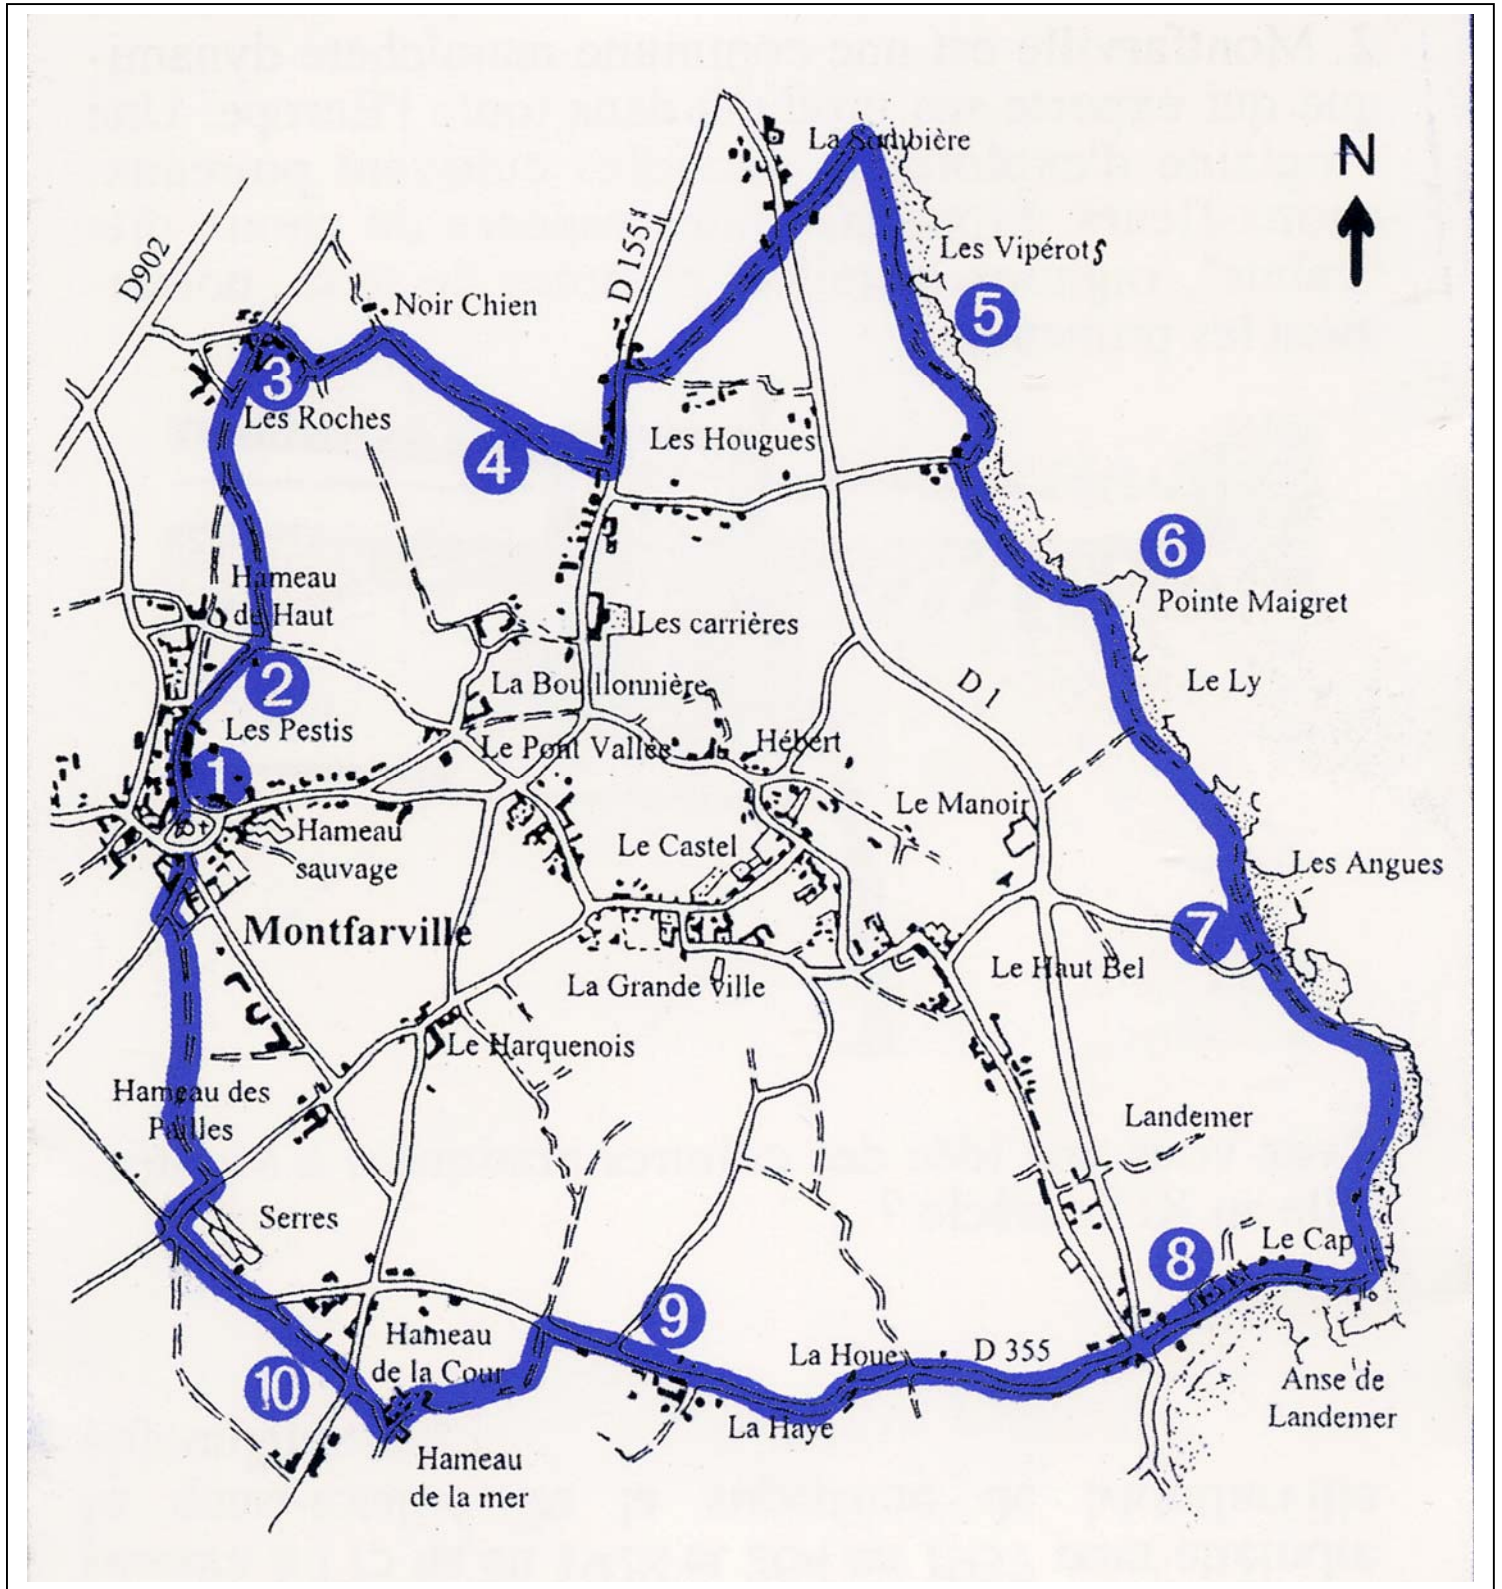 La Sambière
N
D902
D 155
Les Vipérots
Noir Chien
5
3
Les Roches
Les Hougues
4
6
Hameau
de Haut
Pointe Maigret
Les carrières
2
La Bouillonnière
D 1
Le Ly
Les Pestis
Le Pont Vallée
Hébert
1
Le Manoir
Hameau
sauvage
Le Castel
Les Angues
Montfarville
7
Le Haut Bel
La Grande Ville
Le Harquenois
Hameau des
Pailles
Landemer
Serres
8
Le Cap
9
Hameau
de la Cour
La Houe
D 355
10
Anse de
Landemer
La Haye
Hameau
de la mer